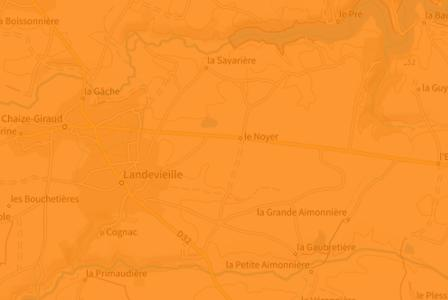 la Boissonnière
le Pré
la Savarière
la Gâche
la Guy
Chaize-Giraud
le Noyer
Landevieille
les Bouchetières
la Grande Aimonnière
Cognac
D32
la Gaubretière
la Petite Aimonnière
la Primaudière